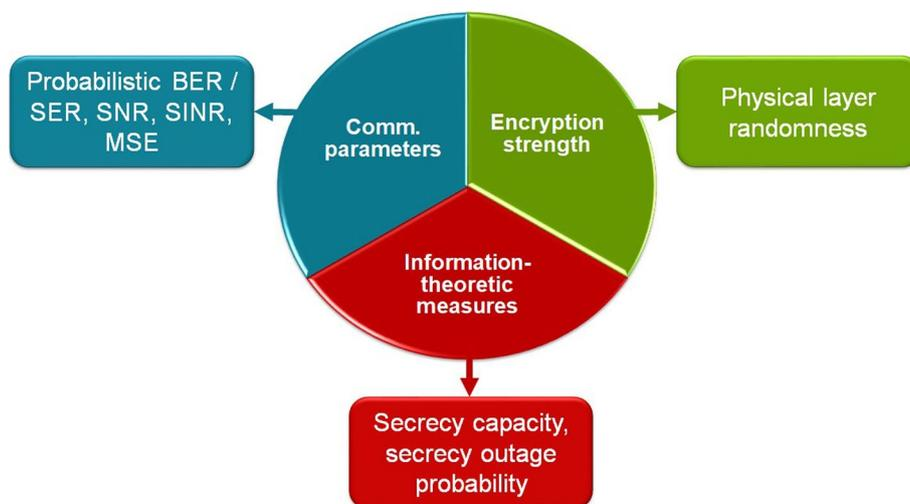 Probabilistic BER /
SER, SNR, SINR,
MSE
Comm.
parameters
Encryption
strength
Physical layer
randomness
Information-
theoretic
measures
Secrecy capacity,
secrecy outage
probability